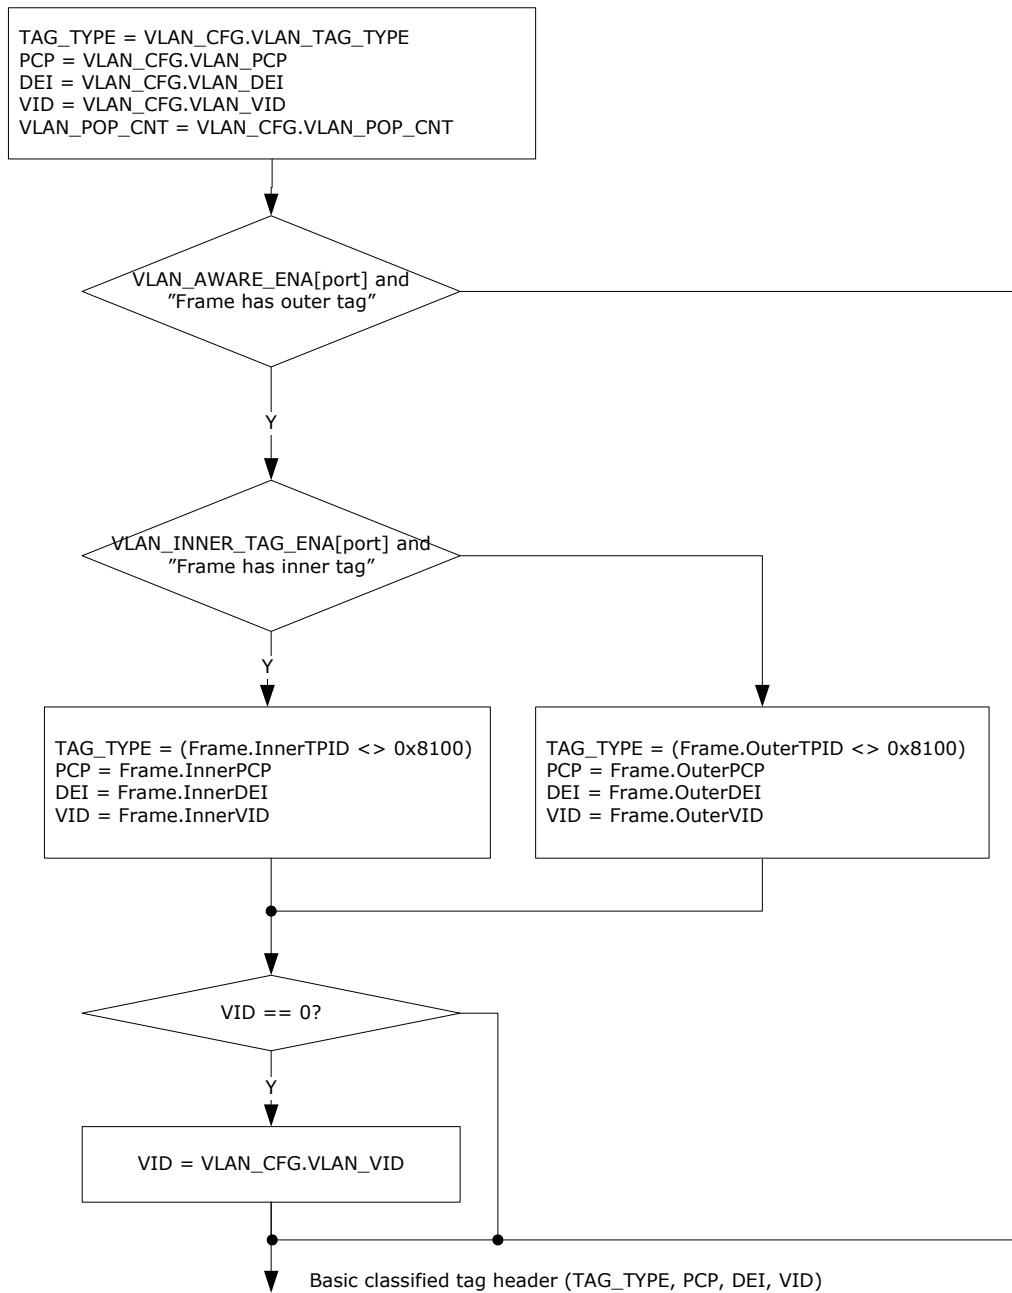 TAG_TYPE = VLAN_CFG.VLAN_TAG_TYPE
PCP = VLAN_CFG.VLAN_PCP
DEI = VLAN_CFG.VLAN_DEI
VID = VLAN_CFG.VLAN_VID
VLAN_POP_CNT = VLAN_CFG.VLAN_POP_CNT
VLAN_AWARE_ENA[port] and
”Frame has outer tag”
Y
VLAN_INNER_TAG_ENA[port] and
”Frame has inner tag”
Y
TAG_TYPE = (Frame.InnerTPID <> 0x8100)
PCP = Frame.InnerPCP
DEI = Frame.InnerDEI
VID = Frame.InnerVID
TAG_TYPE = (Frame.OuterTPID <> 0x8100)
PCP = Frame.OuterPCP
DEI = Frame.OuterDEI
VID = Frame.OuterVID
VID == 0?
Y
VID = VLAN_CFG.VLAN_VID
Basic classified tag header (TAG_TYPE, PCP, DEI, VID)